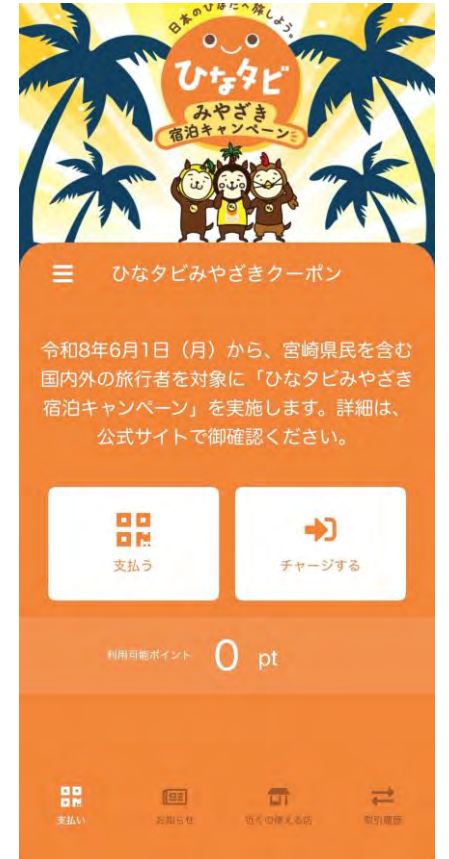 日本のひなたへ旅しよう。
ひなタビ
みやざき
宿泊キャンペーン
ひなタビみやざきクーポン
令和8年6月1日（月）から、宮崎県民を含む
国内外の旅行者を対象に「ひなタビみやざき
宿泊キャンペーン」を実施します。詳細は、
公式サイトで御確認ください。
支払う
チャージする
利用可能ポイント 0 pt
支払い
お知らせ
近くの使える店
取引履歴